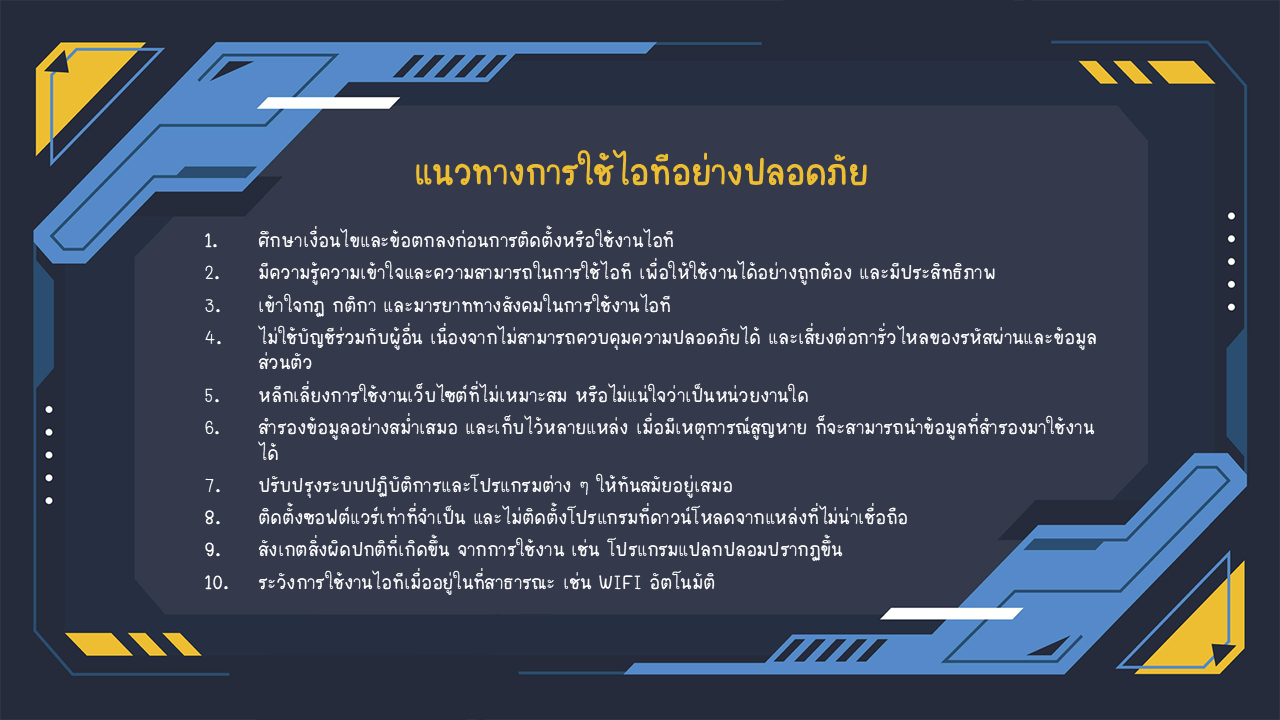 แนวทางการใช้ไอทีอย่างปลอดภัย
1. ศึกษาเงื่อนไขและข้อตกลงก่อนการติดตั้งหรือใช้งานไอที
2. มีความรู้ความเข้าใจและความสามารถในการใช้ไอที เพื่อให้ใช้งานได้อย่างถูกต้อง และมีประสิทธิภาพ
3. เข้าใจกฎ กติกา และมารยาททางสังคมในการใช้งานไอที
4. ไม่ใช้บัญชีร่วมกับผู้อื่น เนื่องจากไม่สามารถควบคุมความปลอดภัยได้ และเสี่ยงต่อการั่วไหลของรหัสผ่านและข้อมูล
ส่วนตัว
5. หลีกเลี่ยงการใช้งานเว็บไซต์ที่ไม่เหมาะสม หรือไม่แน่ใจว่าเป็นหน่วยงานใด
6. สำรองข้อมูลอย่างสม่ำเสมอ และเก็บไว้หลายแหล่ง เมื่อมีเหตุการณ์สูญหาย ก็จะสามารถนำข้อมูลที่สำรองมาใช้งาน
ได้
7. ปรับปรุงระบบปฏิบัติการและโปรแกรมต่าง ๆ ให้ทันสมัยอยู่เสมอ
8. ติดตั้งซอฟต์แวร์เท่าที่จำเป็น และไม่ติดตั้งโปรแกรมที่ดาวน์โหลดจากแหล่งที่ไม่น่าเชื่อถือ
9. สังเกตสิ่งผิดปกติที่เกิดขึ้น จากการใช้งาน เช่น โปรแกรมแปลกปลอมปรากฏขึ้น
10. ระวังการใช้งานไอทีเมื่ออยู่ในที่สาธารณะ เช่น WIFI อัตโนมัติ